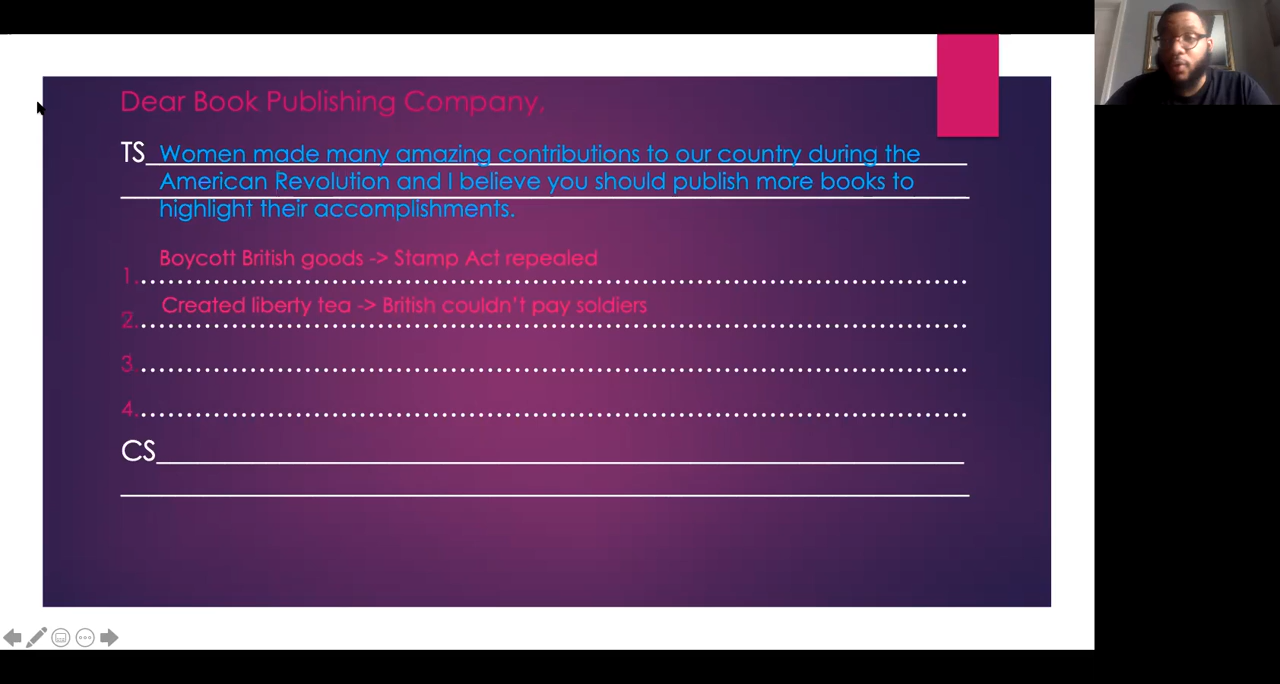 Dear Book Publishing Company,
TS Women made many amazing contributions to our country during the
American Revolution and I believe you should publish more books to
highlight their accomplishments.
Boycott British goods -> Stamp Act repealed
1.
Created liberty tea -> British couldn't pay soldiers
2.
3.
4.
CS